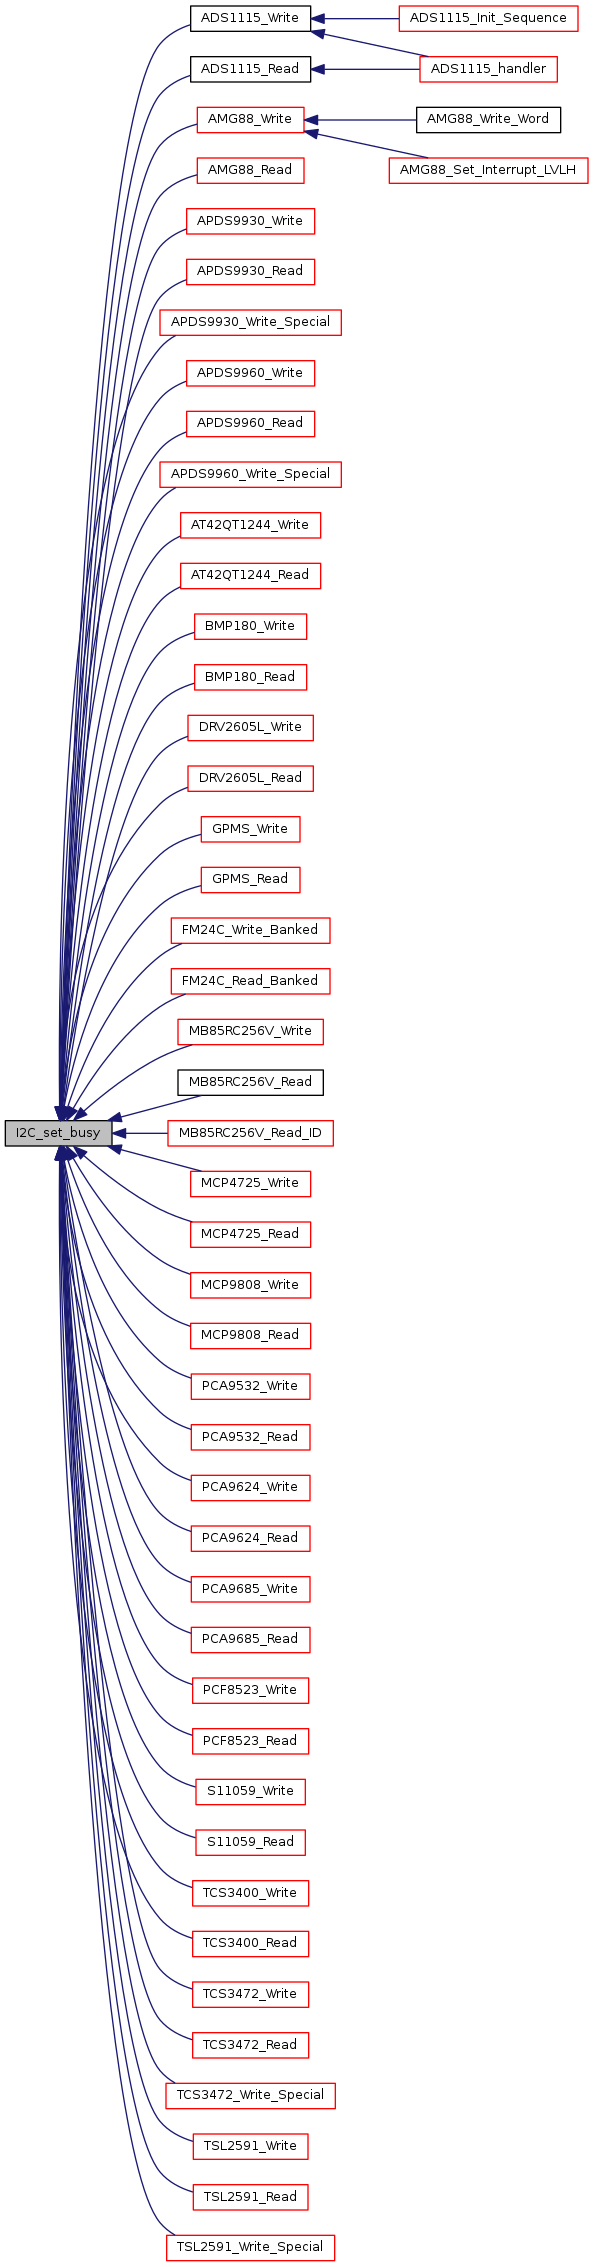 ADS1115_Write
ADS1115_Init_Sequence
ADS1115_Read
ADS1115_handler
AMG88_Write
AMG88_Write_Word
AMG88_Read
AMG88_Set_Interrupt_LVLH
APDS9930_Write
APDS9930_Read
APDS9930_Write_Special
APDS9960_Write
APDS9960_Read
APDS9960_Write_Special
AT42QT1244_Write
AT42QT1244_Read
BMP180_Write
BMP180_Read
DRV2605L_Write
DRV2605L_Read
GPMS_Write
GPMS_Read
FM24C_Write_Banked
FM24C_Read_Banked
MB85RC256V_Write
MB85RC256V_Read
I2C_set_busy
MB85RC256V_Read_ID
MCP4725_Write
MCP4725_Read
MCP9808_Write
MCP9808_Read
PCA9532_Write
PCA9532_Read
PCA9624_Write
PCA9624_Read
PCA9685_Write
PCA9685_Read
PCF8523_Write
PCF8523_Read
S11059_Write
S11059_Read
TCS3400_Write
TCS3400_Read
TCS3472_Write
TCS3472_Read
TCS3472_Write_Special
TSL2591_Write
TSL2591_Read
TSL2591_Write_Special